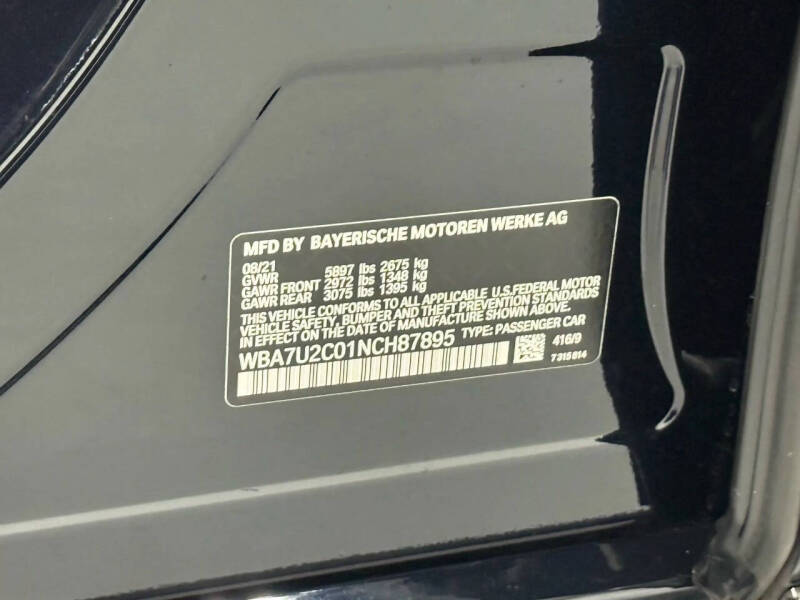 MFD BY BAYERISCHE MOTOREN WERKE AG
08/21
GVWR 5897 lbs 2675 kg
GAWR FRONT 2972 lbs 1348 kg
GAWR REAR 3075 lbs 1395 kg
THIS VEHICLE CONFORMS TO ALL APPLICABLE U.S.FEDERAL MOTOR
VEHICLE SAFETY, BUMPER AND THEFT PREVENTION STANDARDS
IN EFFECT ON THE DATE OF MANUFACTURE SHOWN ABOVE.
WBA7U2C01NCH87895 TYPE: PASSENGER CAR
416/9
7 315 814